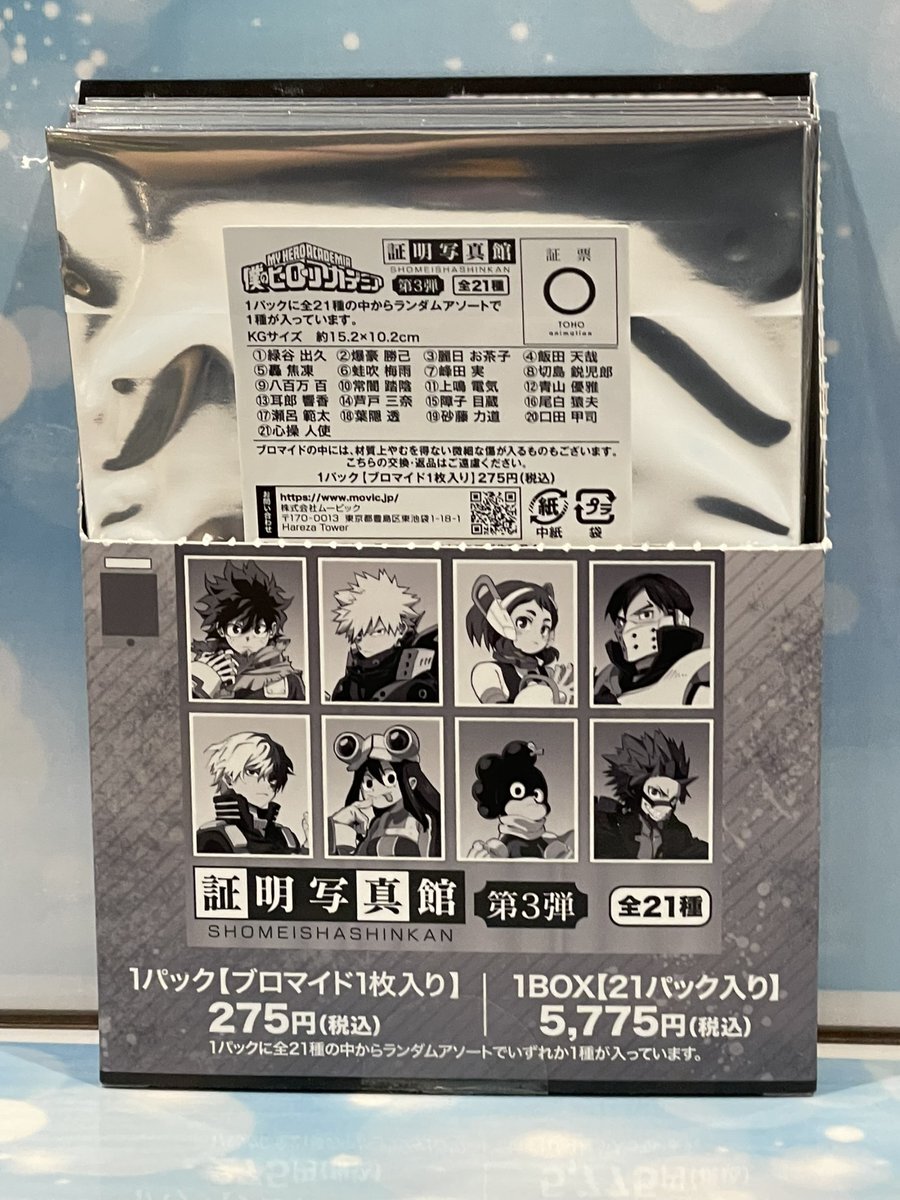 MY HERO ACADEMIA
僕のヒーローアカデミア
証明写真館
SHOMEISHASHINKAN
第3弾 全21種
証票
TOHO
animation
1パックに全21種の中からランダムアソートで
1種が入っています。
KGサイズ 約15.2×10.2cm
①緑谷 出久 ②爆豪 勝己 ③麗日 お茶子 ④飯田 天哉
⑤轟 焦凍 ⑥蛙吹 梅雨 ⑦峰田 実 ⑧切島 鋭児郎
⑨八百万 百 ⑩常闇 踏陰 ⑪上鳴 電気 ⑫青山 優雅
⑬耳郎 響香 ⑭芦戸 三奈 ⑮障子 目蔵 ⑯尾白 猿夫
⑰瀬呂 範太 ⑱葉隠 透 ⑲砂藤 力道 ⑳口田 甲司
㉑心操 人使
ブロマイドの中には、材質上やむを得ない微細な傷が入るものもございます。
こちらの交換・返品はご遠慮ください。
1パック【ブロマイド1枚入り】275円(税込)
お問い合わせ
https://www.movic.jp/
株式会社ムービック
〒170-0013 東京都豊島区東池袋1-18-1
Hareza Tower
紙
中紙
プラ
袋
証明写真館 第3弾 全21種
SHOMEISHASHINKAN
1パック【ブロマイド1枚入り】
275円(税込)
1BOX【21パック入り】
5,775円(税込)
1パックに全21種の中からランダムアソートでいずれか1種が入っています。